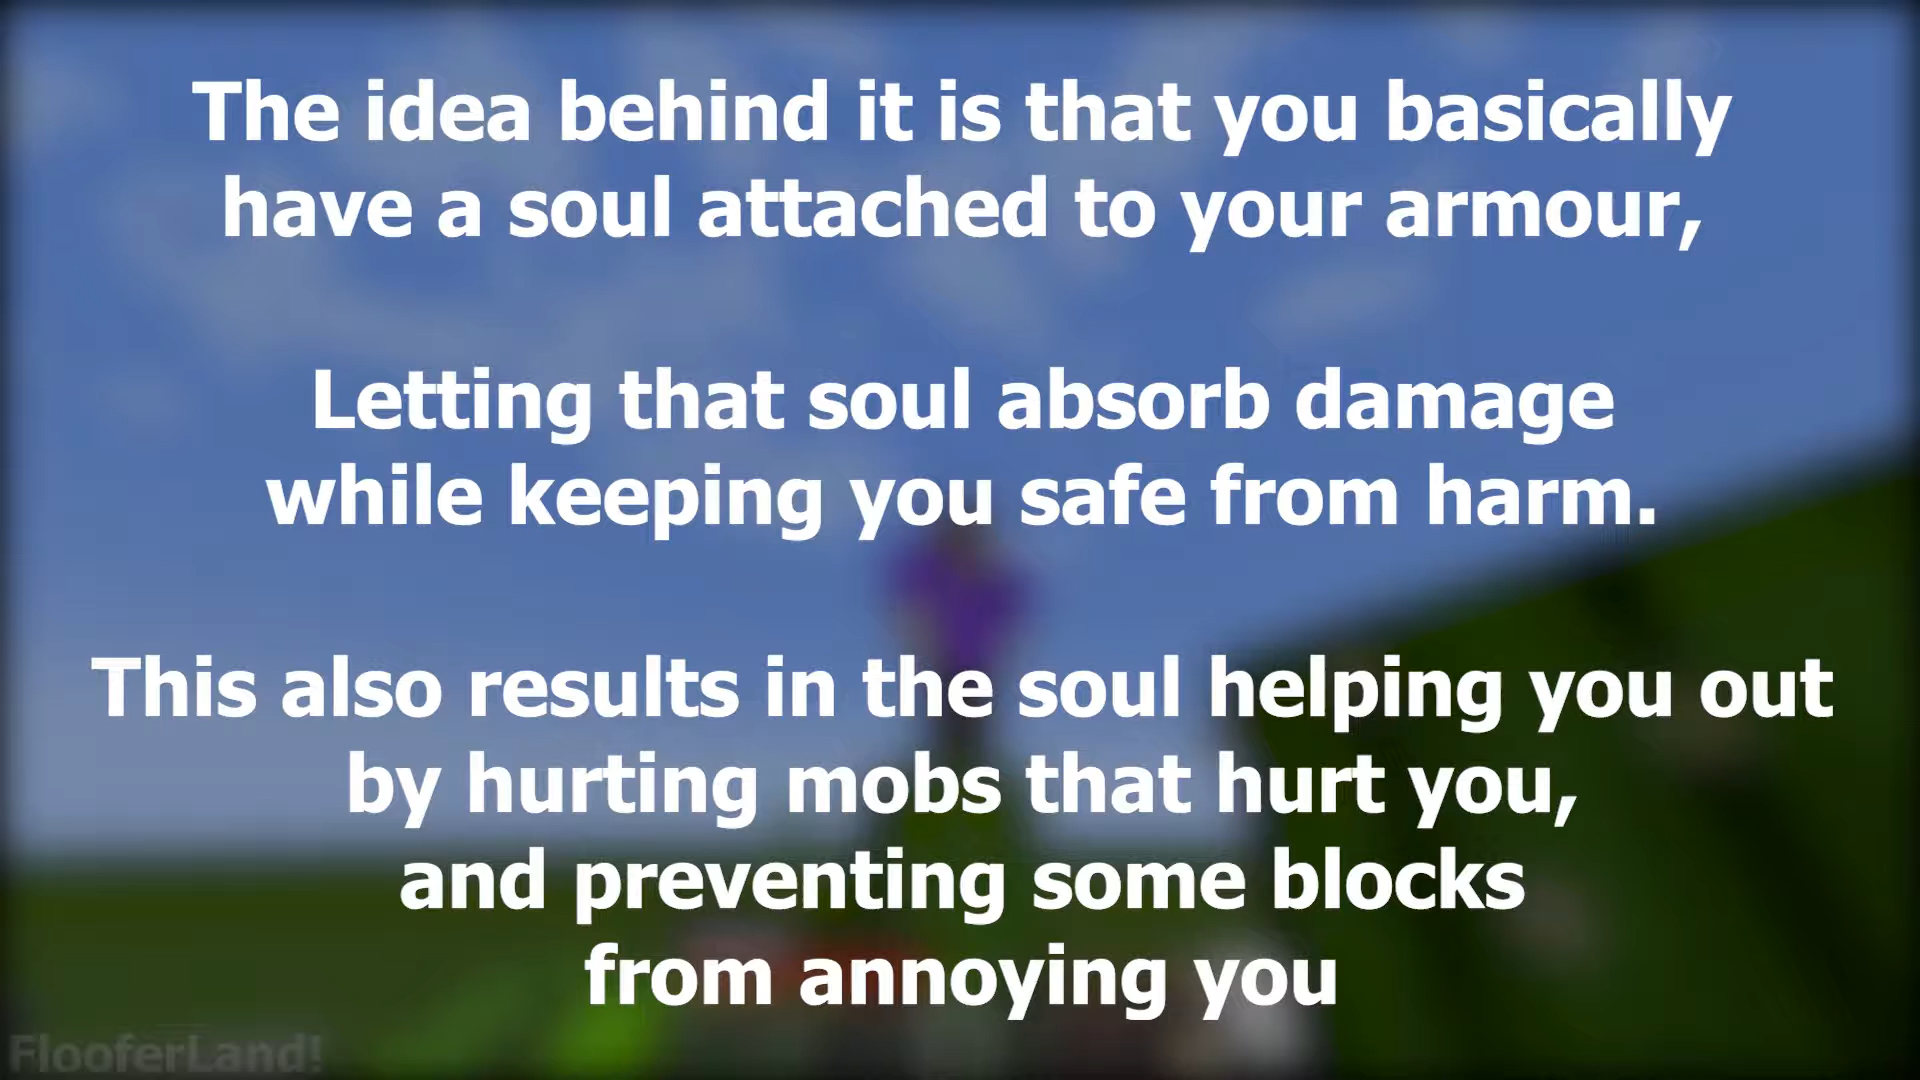 The idea behind it is that you basically
have a soul attached to your armour,
Letting that soul absorb damage
while keeping you safe from harm.
This also results in the soul helping you out
by hurting mobs that hurt you,
and preventing some blocks
from annoying you
FlooferLand!